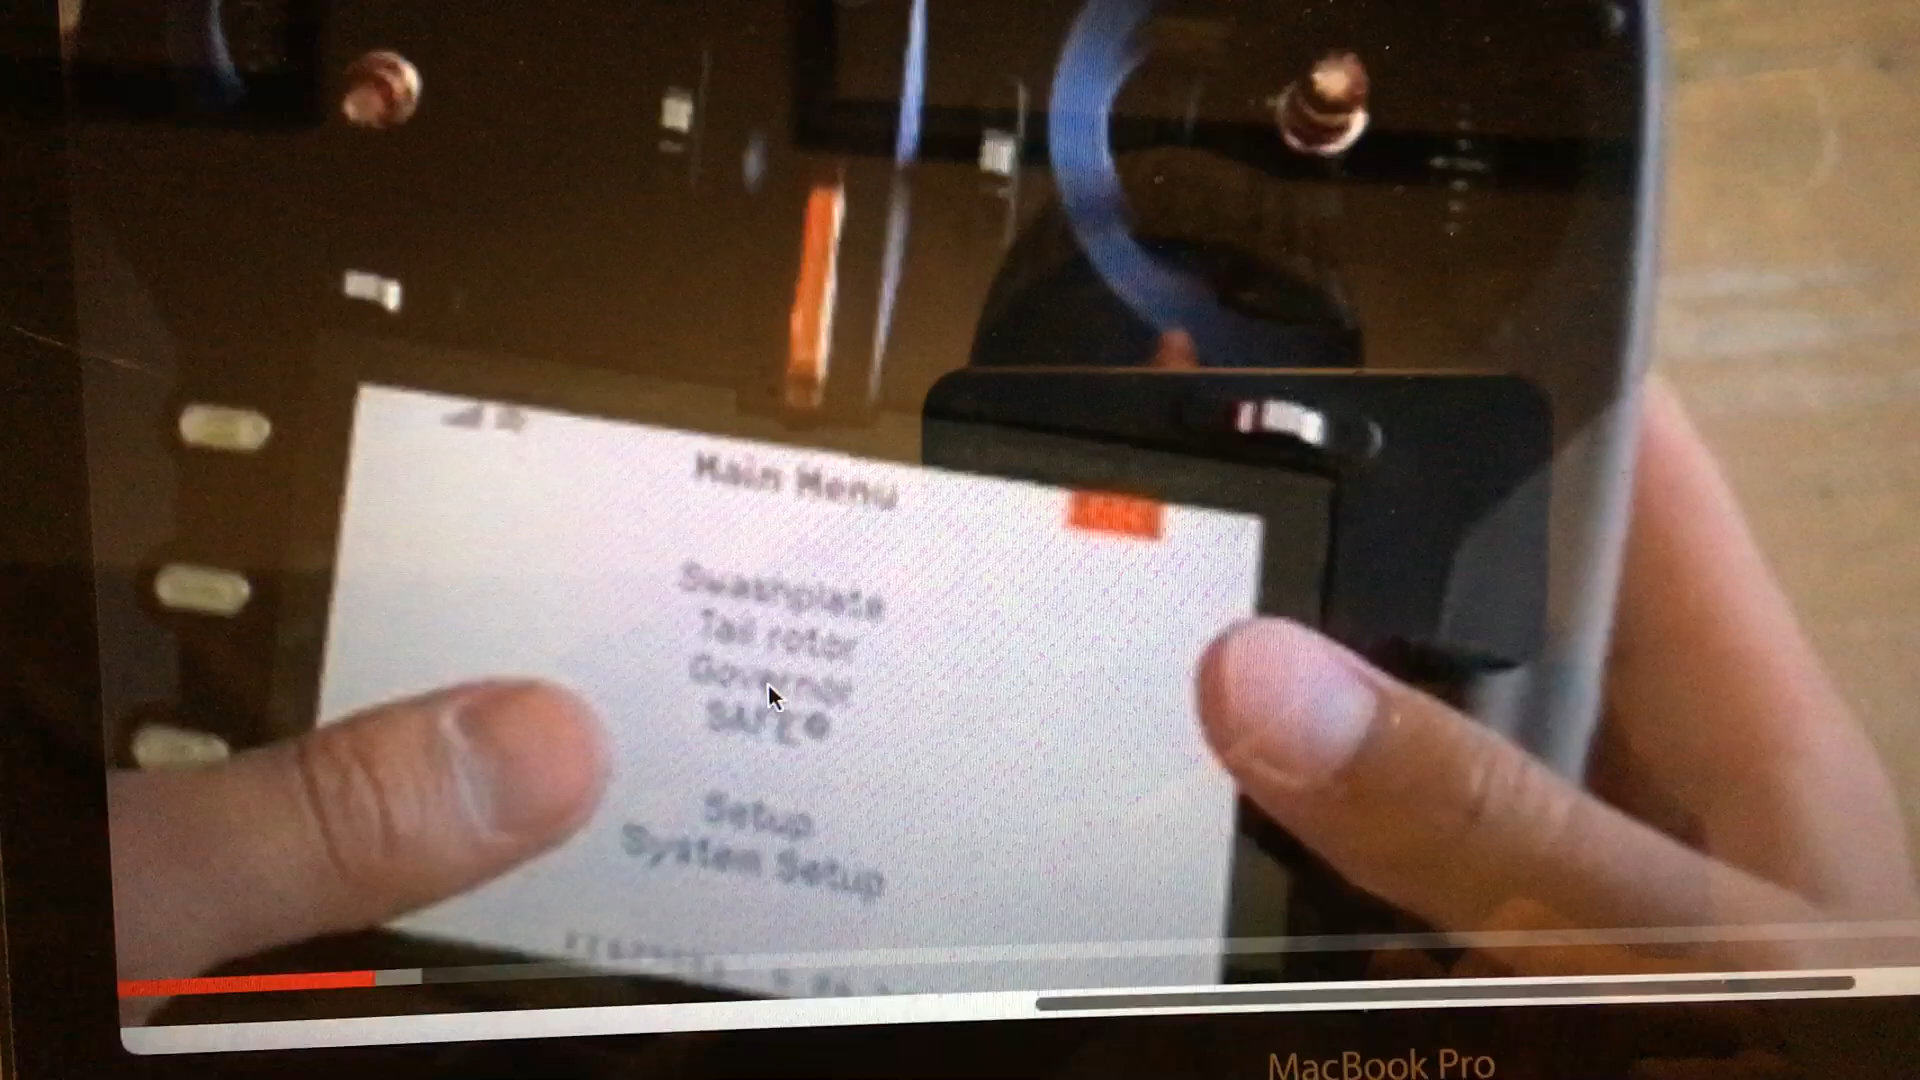 Main Menu
Swashplate
Tail rotor
Governor
SAFE®
Setup
System Setup
MacBook Pro